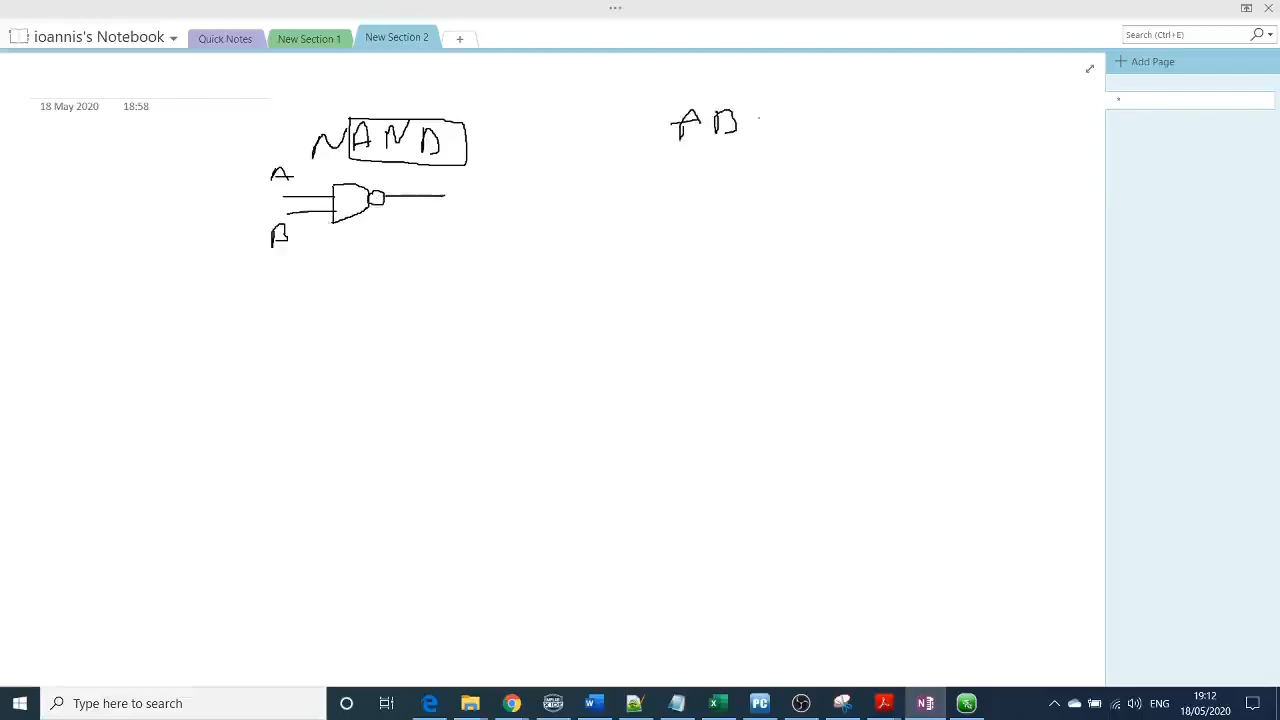 ioannis's Notebook
Quick Notes
New Section 1
New Section 2
Search (Ctrl+E)
Add Page
18 May 2020 18:58
NAND
A B
A
B
Type here to search
ENG
19:12
18/05/2020